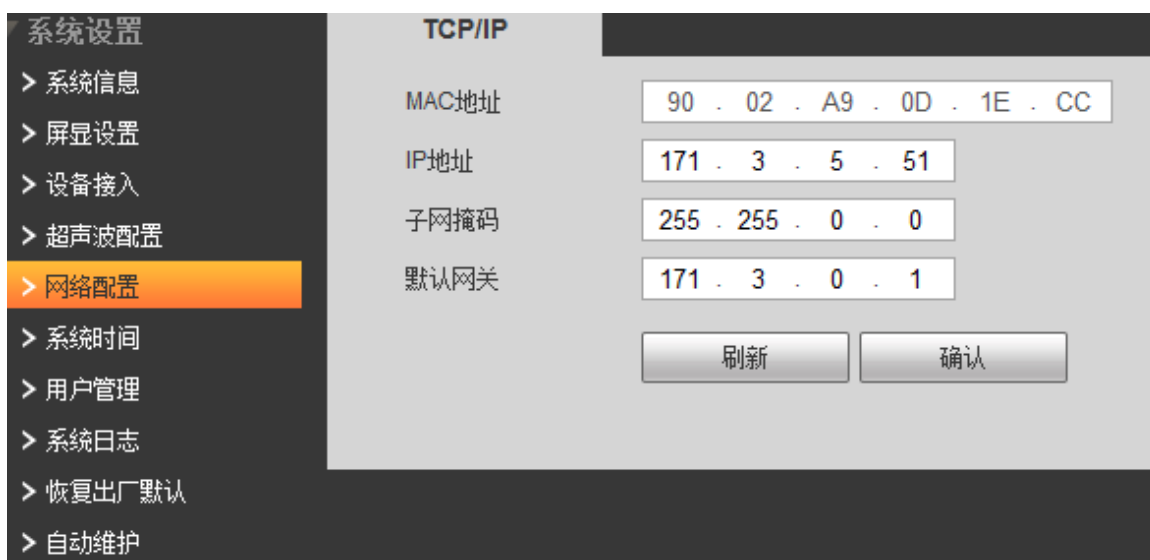 系统设置
> 系统信息
> 屏显设置
> 设备接入
> 超声波配置
> 网络配置
> 系统时间
> 用户管理
> 系统日志
> 恢复出厂默认
> 自动维护
TCP/IP
MAC地址 90 . 02 . A9 . 0D . 1E . CC
IP地址 171 . 3 . 5 . 51
子网掩码 255 . 255 . 0 . 0
默认网关 171 . 3 . 0 . 1
刷新 确认